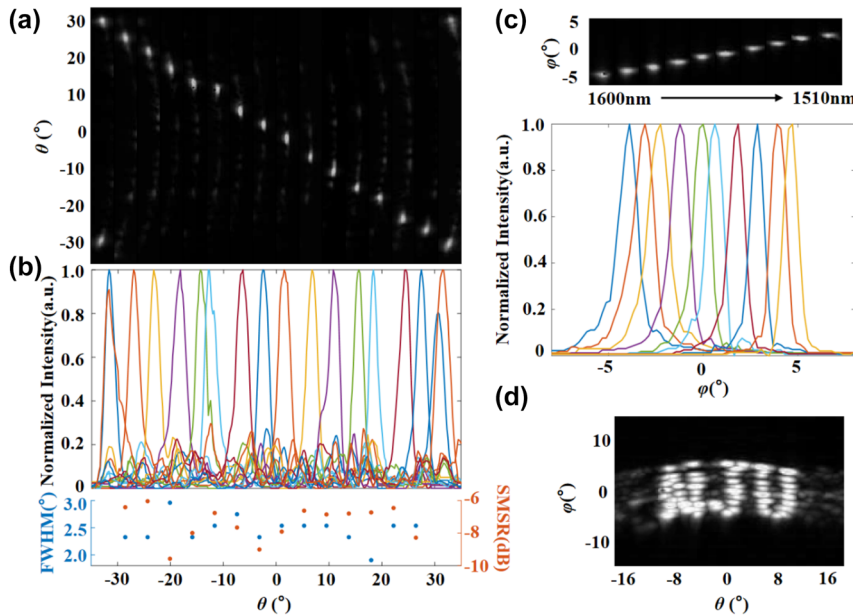 (a)
30
20
10
0
-10
-20
-30
θ (°)
(b)
Normalized Intensity(a.u.)
1.0
0.8
0.6
0.4
0.2
0
FWHM(°)
3.0
2.5
2.0
SMSR(dB)
-6
-8
-10
-30 -20 -10 0 10 20 30
θ (°)
(c)
φ(°)
5
0
-5
1600nm 1510nm
Normalized Intensity(a.u.)
1.0
0.8
0.6
0.4
0.2
0
-5 0 5
φ(°)
(d)
φ(°)
10
0
-10
-16 -8 0 8 16
θ (°)